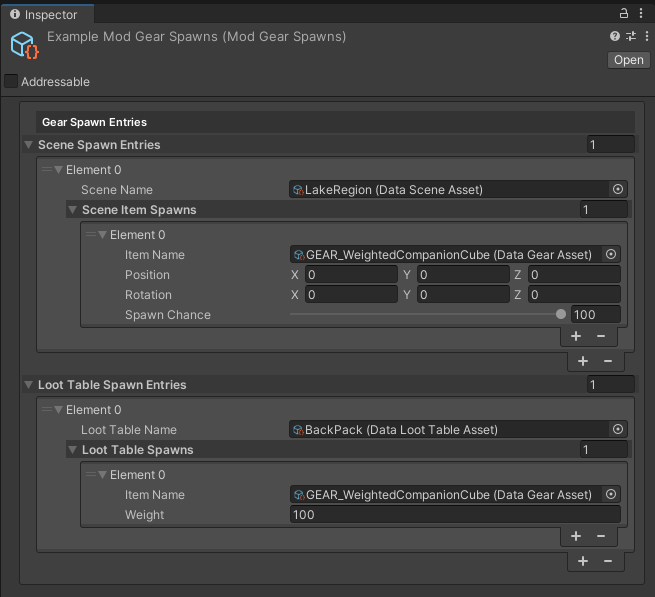 Inspector
Example Mod Gear Spawns (Mod Gear Spawns)
Open
Addressable
Gear Spawn Entries
Scene Spawn Entries 1
Element 0
Scene Name LakeRegion (Data Scene Asset)
Scene Item Spawns 1
Element 0
Item Name GEAR_WeightedCompanionCube (Data Gear Asset)
Position X 0 Y 0 Z 0
Rotation X 0 Y 0 Z 0
Spawn Chance 100
+ −
+ −
Loot Table Spawn Entries 1
Element 0
Loot Table Name BackPack (Data Loot Table Asset)
Loot Table Spawns 1
Element 0
Item Name GEAR_WeightedCompanionCube (Data Gear Asset)
Weight 100
+ −
+ −